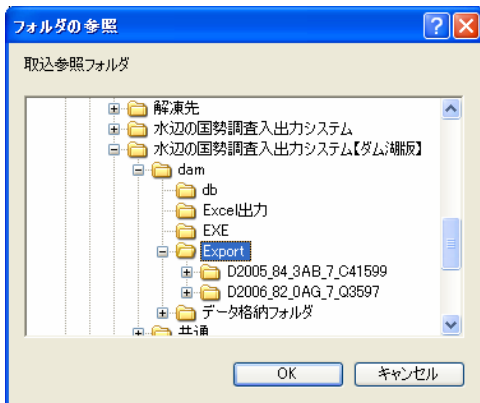 フォルダの参照
取込参照フォルダ
解凍先
水辺の国勢調査入出力システム
水辺の国勢調査入出力システム【ダム湖版】
dam
db
Excel出力
EXE
Export
D2005_84_3AB_7_C41599
D2006_82_0AG_7_Q3597
データ格納フォルダ
共通
OK キャンセル